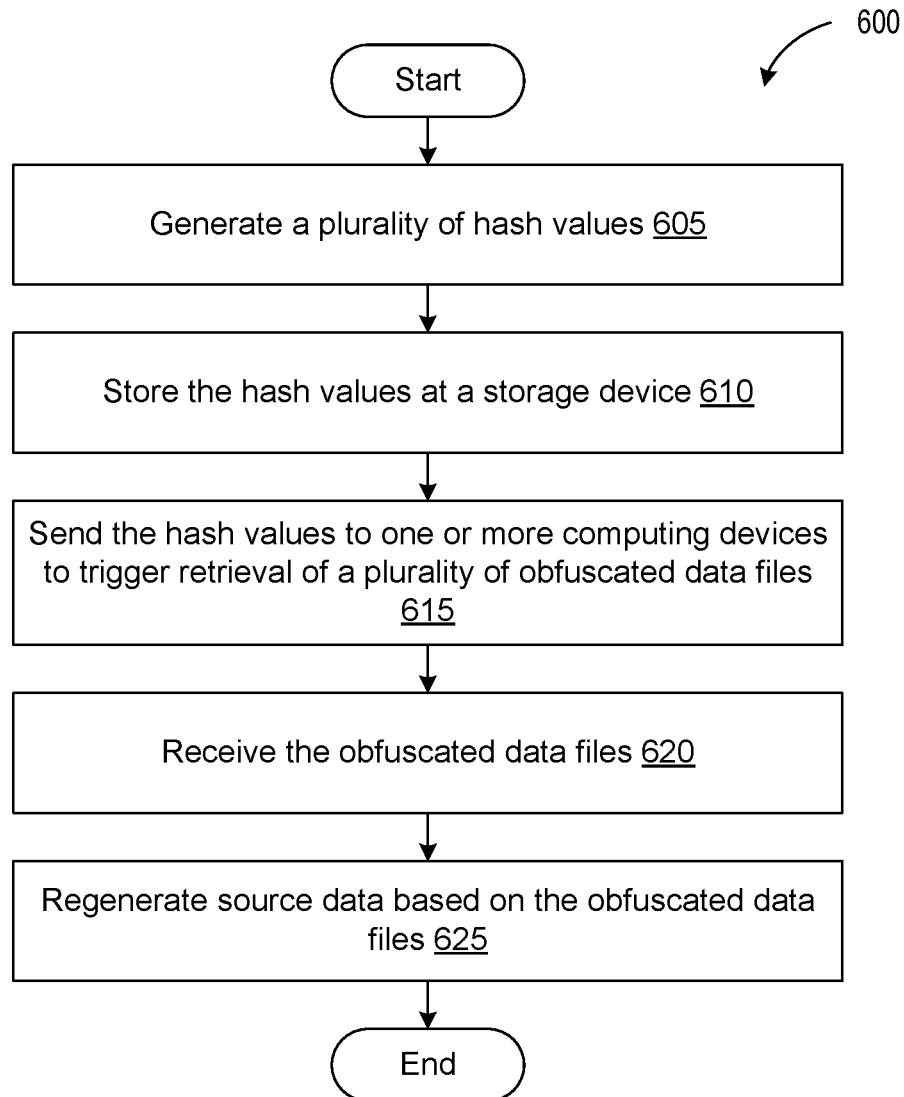 600
Start
Generate a plurality of hash values 605
Store the hash values at a storage device 610
Send the hash values to one or more computing devices
to trigger retrieval of a plurality of obfuscated data files
615
Receive the obfuscated data files 620
Regenerate source data based on the obfuscated data
files 625
End